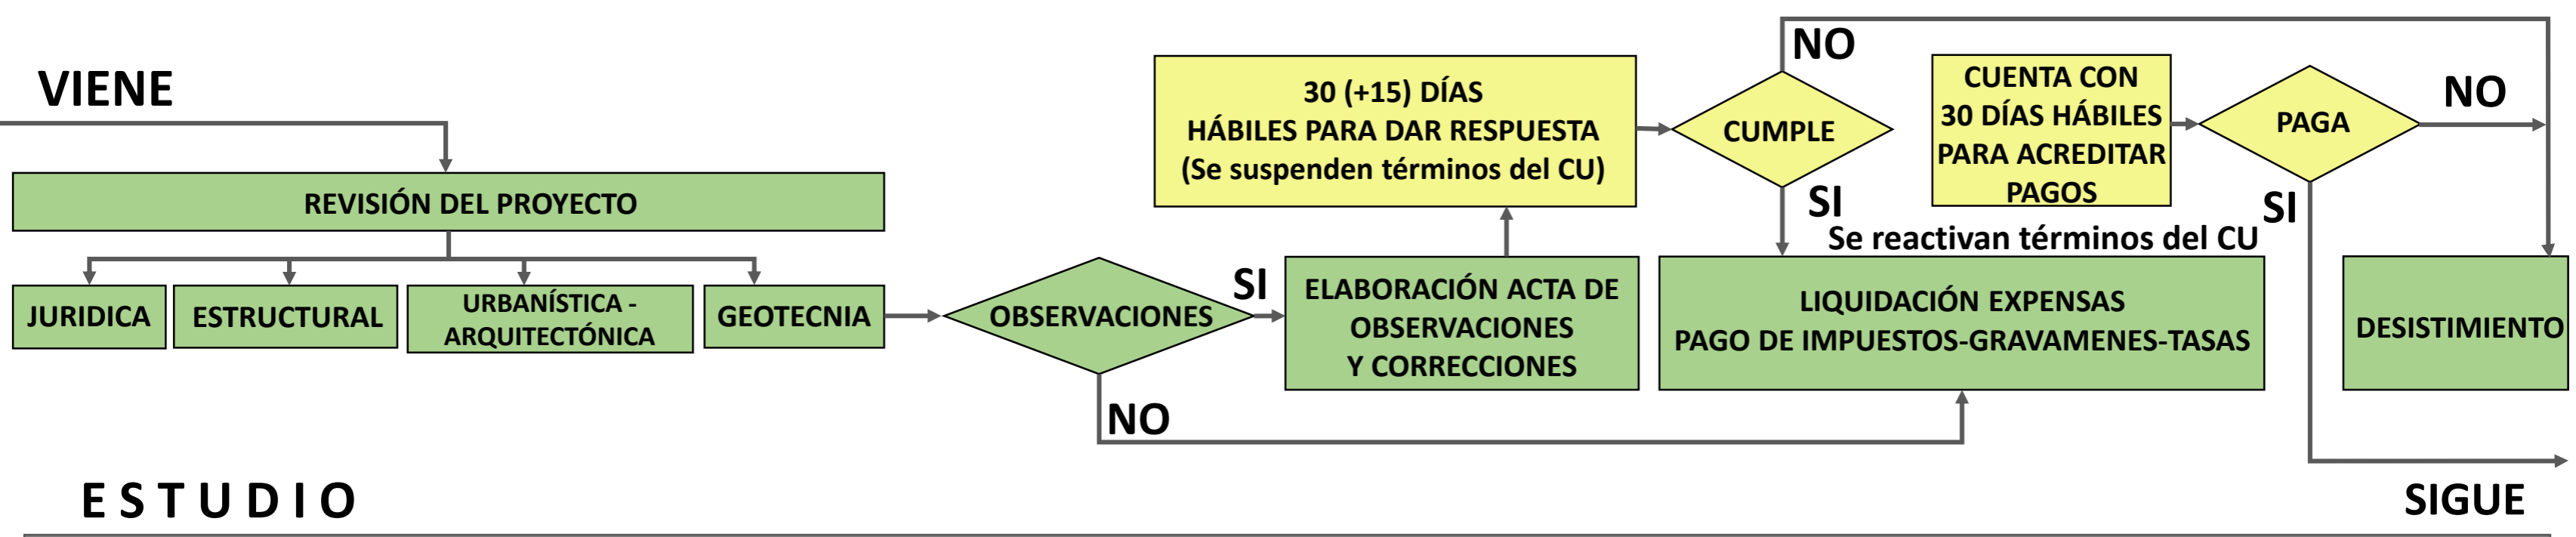 VIENE
REVISIÓN DEL PROYECTO
JURIDICA
ESTRUCTURAL
URBANÍSTICA -
ARQUITECTÓNICA
GEOTECNIA
OBSERVACIONES
SI
NO
ELABORACIÓN ACTA DE
OBSERVACIONES
Y CORRECCIONES
30 (+15) DÍAS
HÁBILES PARA DAR RESPUESTA
(Se suspenden términos del CU)
CUMPLE
NO
SI
Se reactivan términos del CU
LIQUIDACIÓN EXPENSAS
PAGO DE IMPUESTOS-GRAVAMENES-TASAS
CUENTA CON
30 DÍAS HÁBILES
PARA ACREDITAR
PAGOS
PAGA
NO
SI
DESISTIMIENTO
ESTUDIO
SIGUE